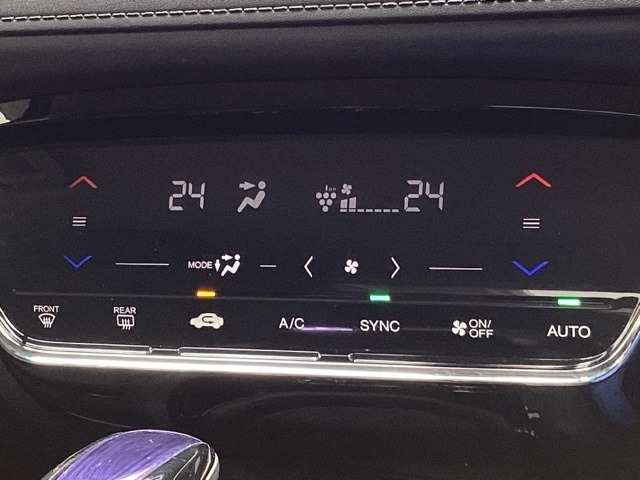 24 24
MODE
FRONT REAR A/C SYNC ON/
OFF AUTO